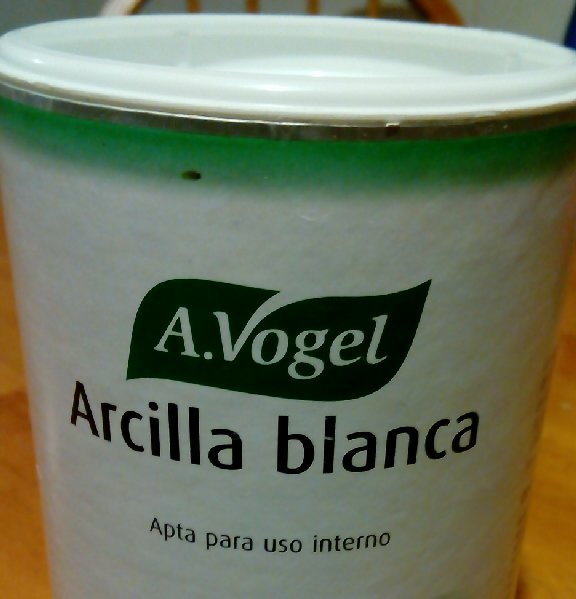 A.Vogel
Arcilla blanca
Apta para uso interno